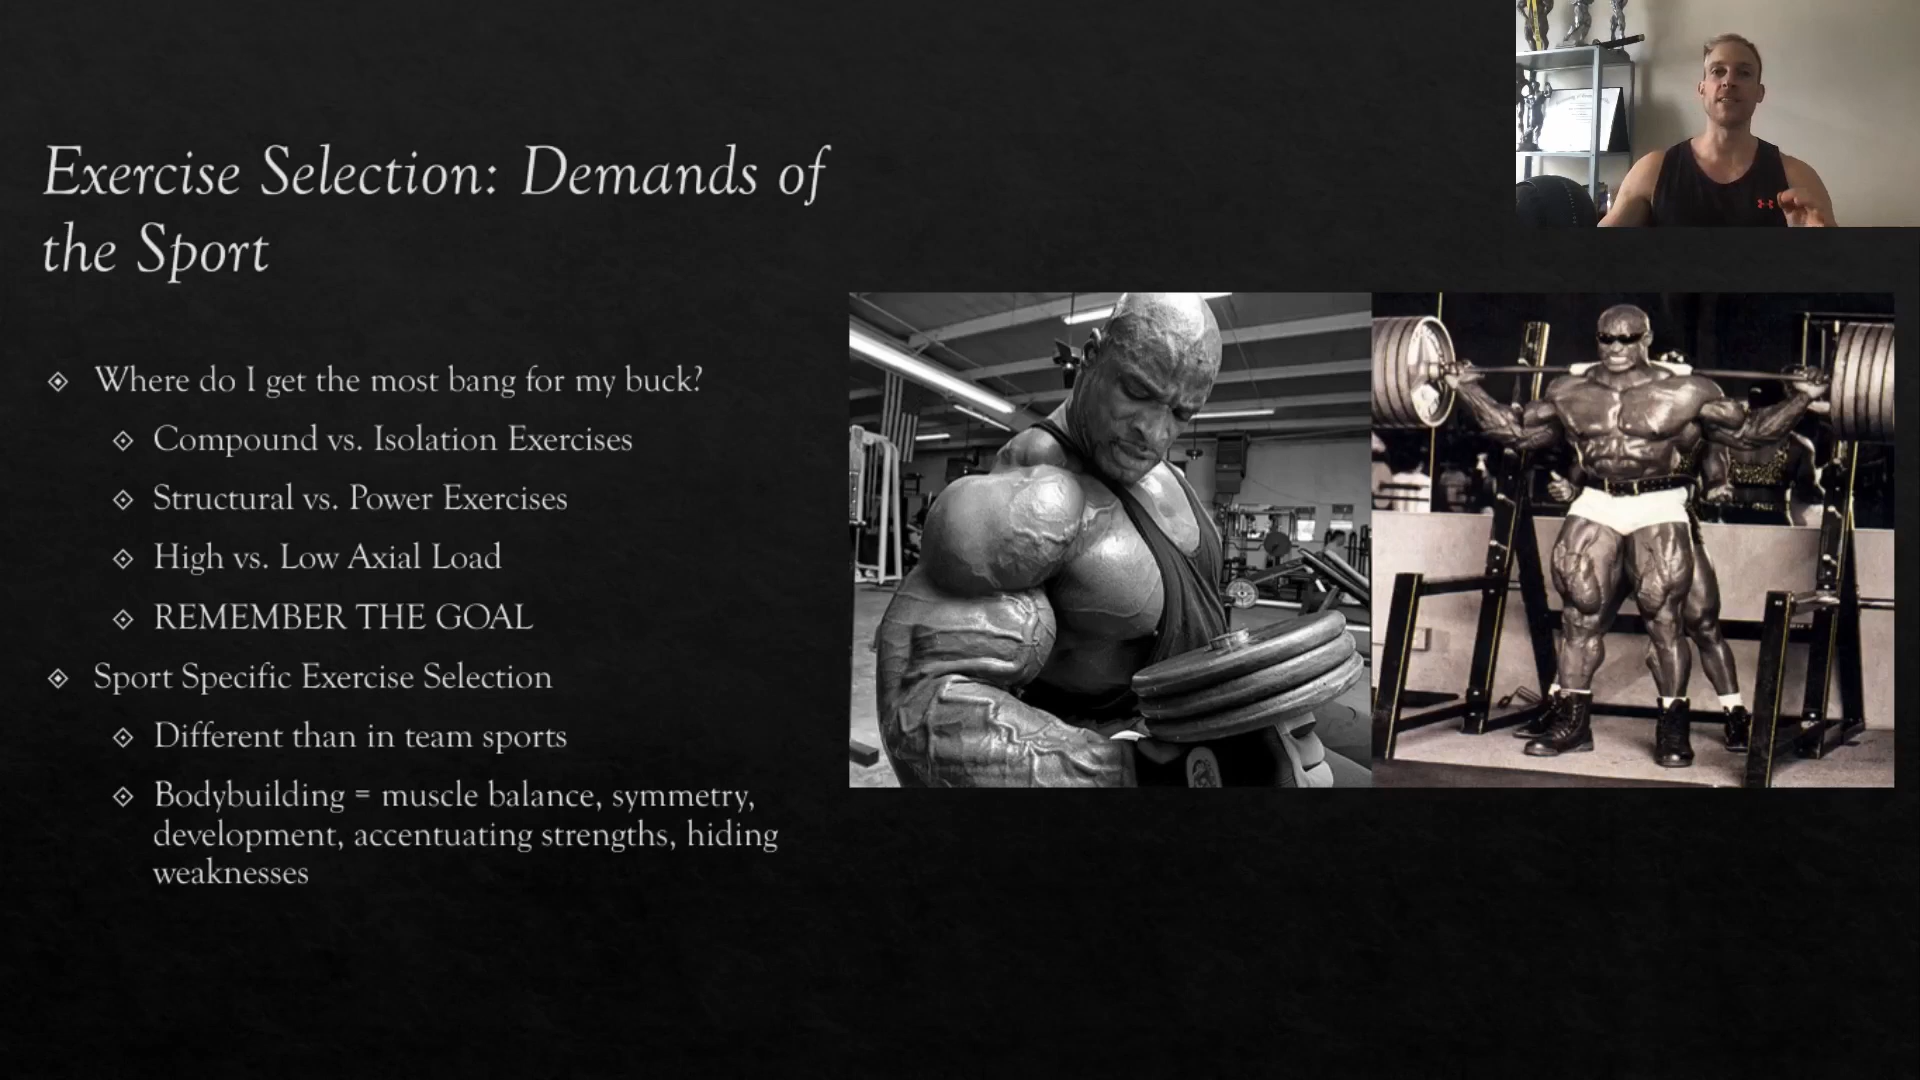 Exercise Selection: Demands of
the Sport
Where do I get the most bang for my buck?
Compound vs. Isolation Exercises
Structural vs. Power Exercises
High vs. Low Axial Load
REMEMBER THE GOAL
Sport Specific Exercise Selection
Different than in team sports
Bodybuilding = muscle balance, symmetry,
development, accentuating strengths, hiding
weaknesses